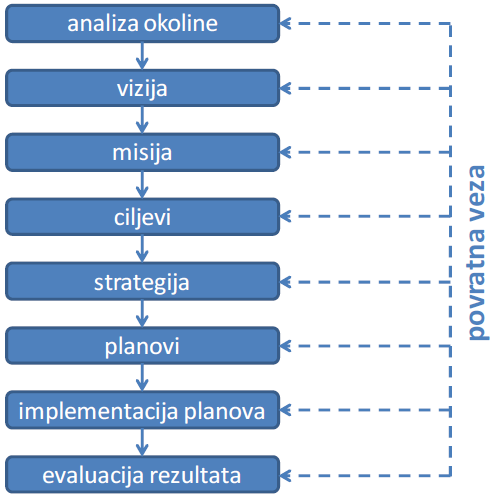 analiza okoline
vizija
misija
ciljevi
strategija
planovi
implementacija planova
evaluacija rezultata
povratna veza